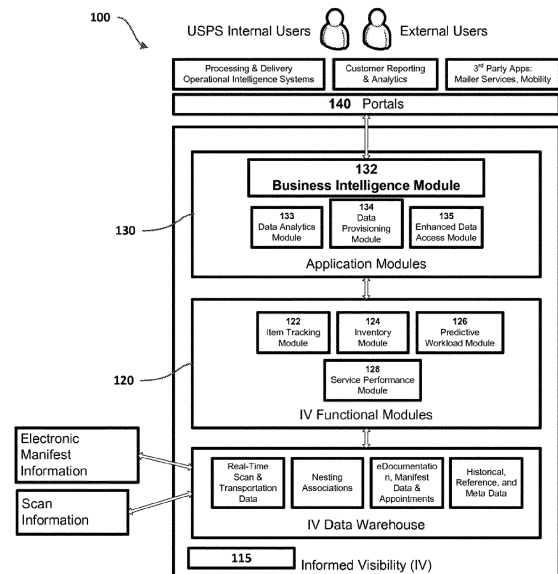 100
USPS Internal Users
External Users
Processing & Delivery
Operational Intelligence Systems
Customer Reporting
& Analytics
3rd Party Apps:
Mailer Services, Mobility
140 Portals
132
Business Intelligence Module
133
Data Analytics
Module
134
Data
Provisioning
Module
135
Enhanced Data
Access Module
130
Application Modules
122
Item Tracking
Module
124
Inventory
Module
126
Predictive
Workload Module
128
Service Performance
Module
120
IV Functional Modules
Electronic
Manifest
Information
Scan
Information
Real-Time
Scan &
Transportation
Data
Nesting
Associations
eDocumentatio
n, Manifest
Data &
Appointments
Historical,
Reference, and
Meta Data
IV Data Warehouse
115
Informed Visibility (IV)